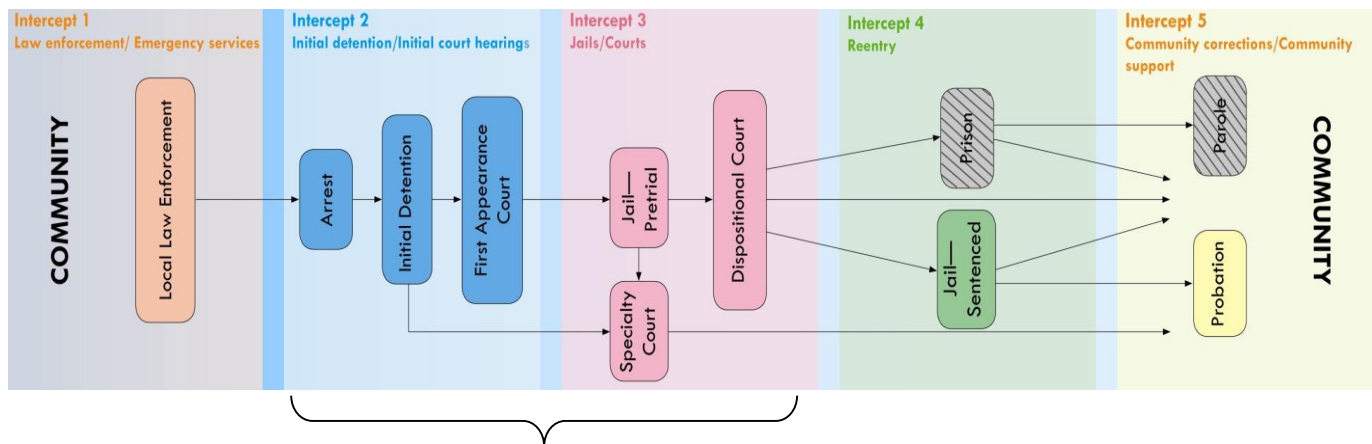 Intercept 1
Law enforcement/ Emergency services
Intercept 2
Initial detention/Initial court hearings
Intercept 3
Jails/Courts
Intercept 4
Reentry
Intercept 5
Community corrections/Community
support
COMMUNITY
Local Law Enforcement
Arrest
Initial Detention
First Appearance
Court
Jail—
Pretrial
Specialty
Court
Dispositional Court
Prison
Jail—
Sentenced
Parole
Probation
COMMUNITY